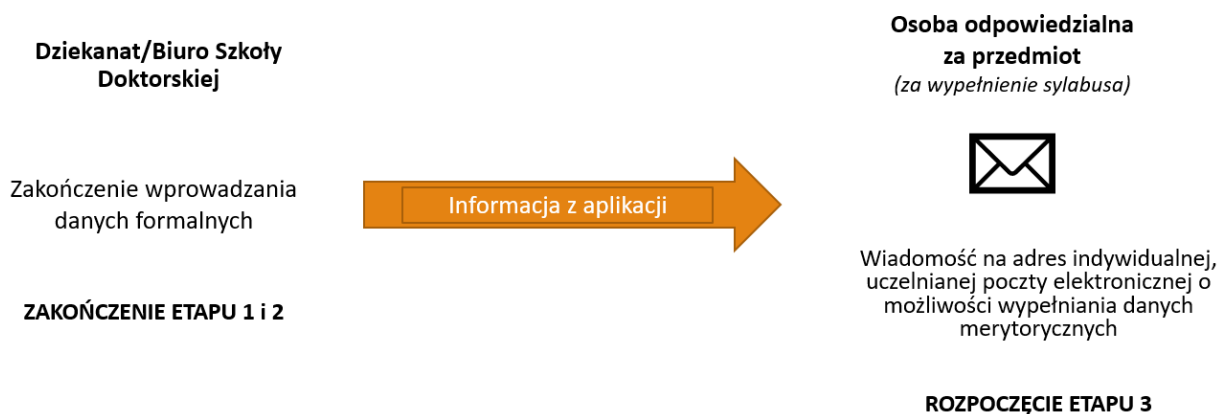 Dziekanat/Biuro Szkoły
Doktorskiej
Zakończenie wprowadzania
danych formalnych
ZAKOŃCZENIE ETAPU 1 i 2
Informacja z aplikacji
Osoba odpowiedzialna
za przedmiot
(za wypełnienie sylabusa)
Wiadomość na adres indywidualnej,
uczelnianej poczty elektronicznej o
możliwości wypełniania danych
merytorycznych
ROZPOCZĘCIE ETAPU 3